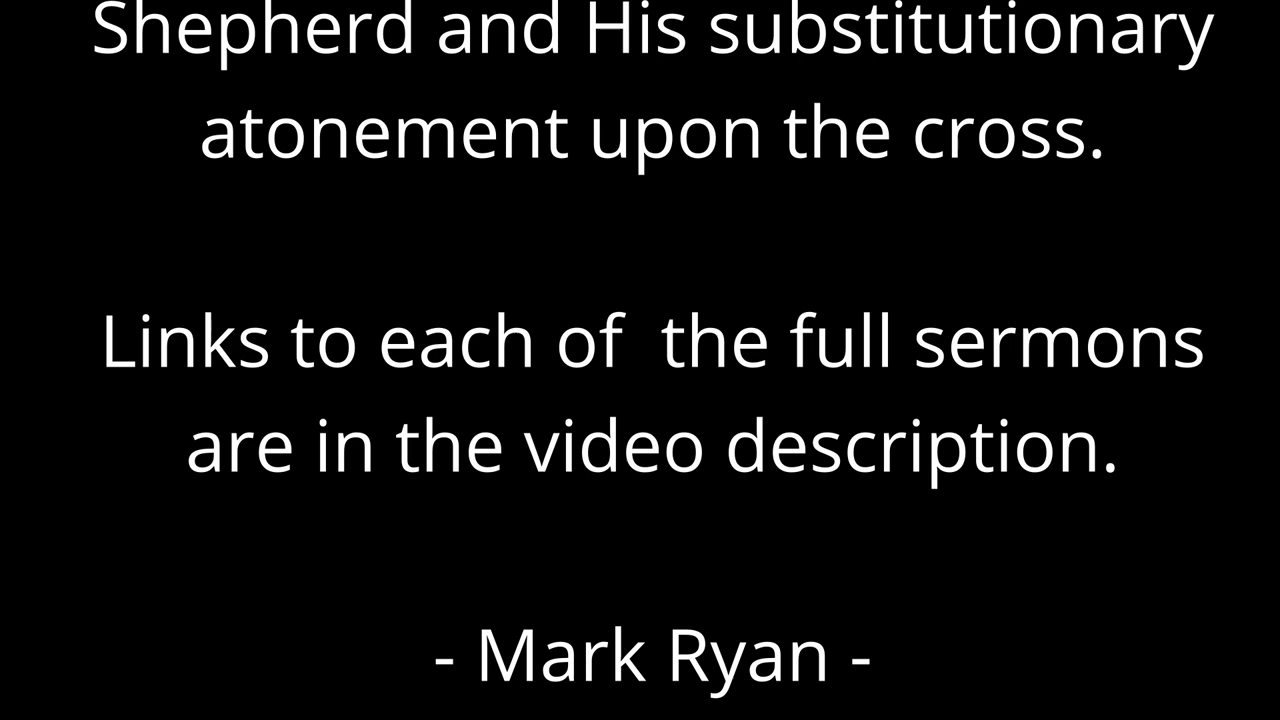 Shepherd and His substitutionary
atonement upon the cross.
Links to each of  the full sermons
are in the video description.
- Mark Ryan -